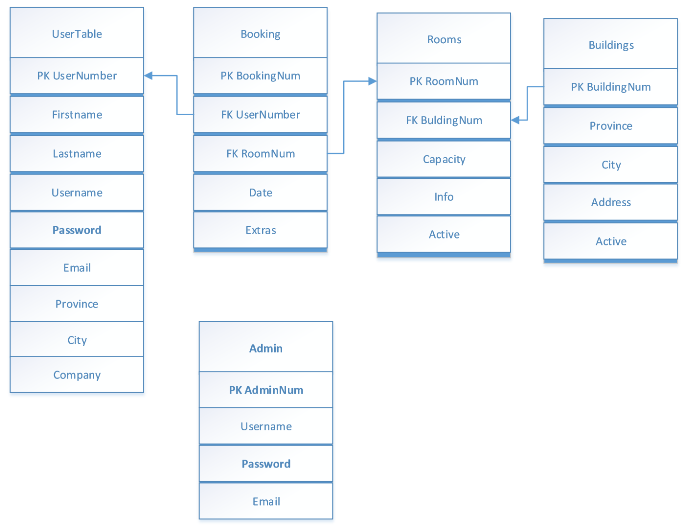 UserTable
PK UserNumber
Firstname
Lastname
Username
Password
Email
Province
City
Company
Booking
PK BookingNum
FK UserNumber
FK RoomNum
Date
Extras
Rooms
PK RoomNum
FK BuldingNum
Capacity
Info
Active
Buildings
PK BuildingNum
Province
City
Address
Active
Admin
PK AdminNum
Username
Password
Email